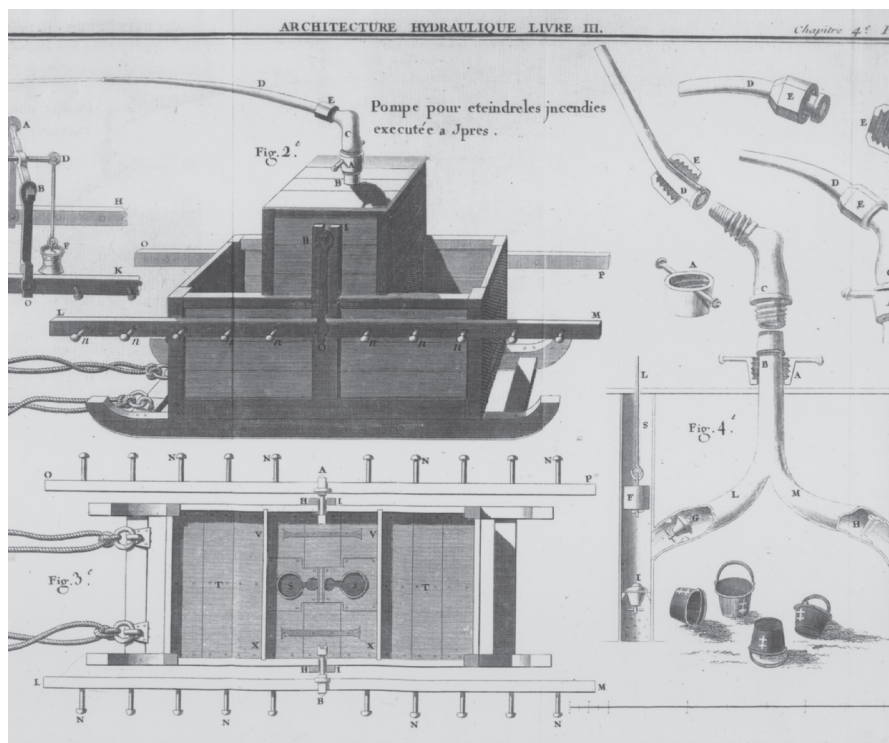 ARCHITECTURE HYDRAULIQUE LIVRE III.
Chapitre 4.e
Pompe pour eteindreles jncendies
executée a Jpres.
Fig. 2.e
A
D
B
H
F
K
O
D
E
C
A
B
H
I
O
P
L
M
n
n
n
n
n
n
n
O
D
E
E
D
E
D
E
A
C
B
A
L
S
Fig. 4.e
F
G
L
M
H
I
N
N
N
N
O
A
P
H
I
V
V
Fig. 3.e
T
S
T
X
X
H
I
L
M
B
N
N
N
N